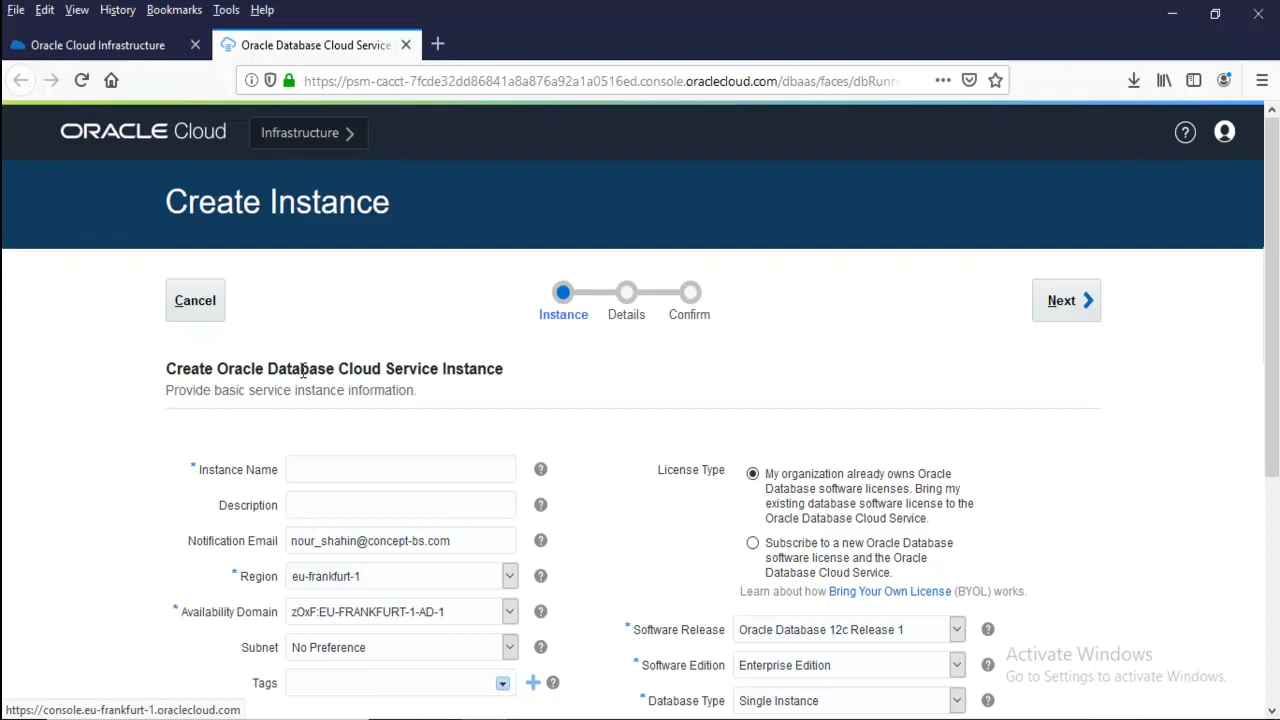 File Edit View History Bookmarks Tools Help
Oracle Cloud Infrastructure
Oracle Database Cloud Service
https://psm-cacct-7fcde32dd86841a8a876a92a1a0516ed.console.oraclecloud.com/dbaas/faces/dbRunn
ORACLE Cloud
Infrastructure
Create Instance
Cancel
Instance
Details
Confirm
Next
Create Oracle Database Cloud Service Instance
Provide basic service instance information.
* Instance Name
Description
Notification Email nour_shahin@concept-bs.com
* Region eu-frankfurt-1
* Availability Domain zOxF:EU-FRANKFURT-1-AD-1
Subnet No Preference
Tags
License Type
My organization already owns Oracle
Database software licenses. Bring my
existing database software license to the
Oracle Database Cloud Service.
Subscribe to a new Oracle Database
software license and the Oracle
Database Cloud Service.
Learn about how Bring Your Own License (BYOL) works.
* Software Release Oracle Database 12c Release 1
* Software Edition Enterprise Edition
* Database Type Single Instance
Activate Windows
Go to Settings to activate Windows.
https://console.eu-frankfurt-1.oraclecloud.com